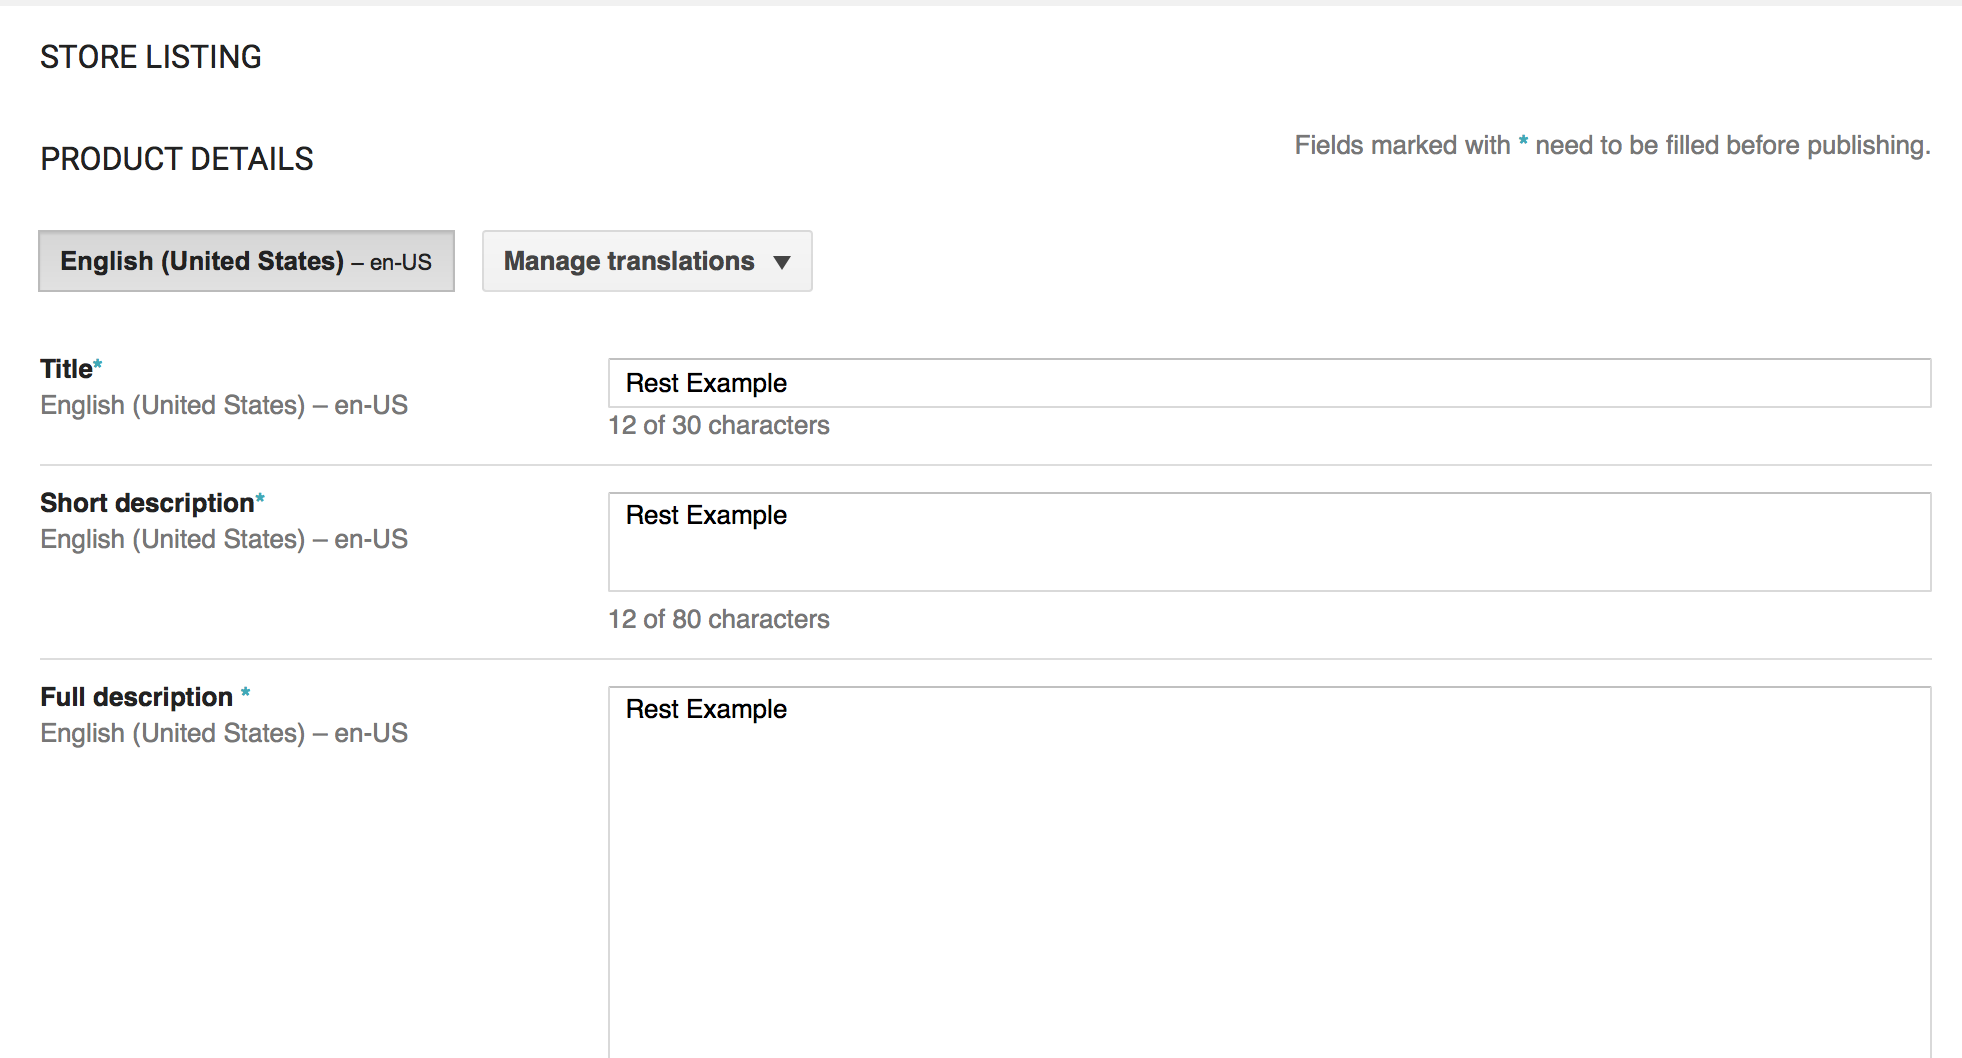 STORE LISTING
PRODUCT DETAILS
Fields marked with * need to be filled before publishing.
English (United States) – en-US
Manage translations ▼
Title*
English (United States) – en-US
Rest Example
12 of 30 characters
Short description*
English (United States) – en-US
Rest Example
12 of 80 characters
Full description *
English (United States) – en-US
Rest Example